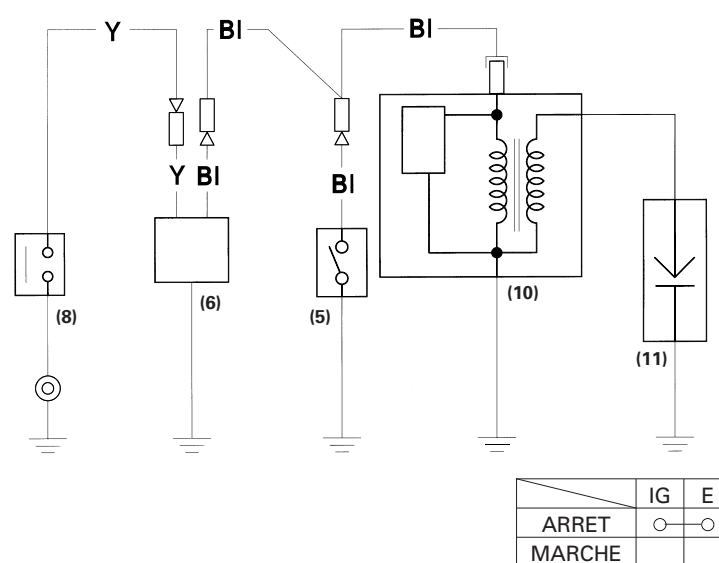 Y Bl Bl
Y Bl Bl
(10)
(8) (6) (5)
(11)
IG E
ARRET
MARCHE